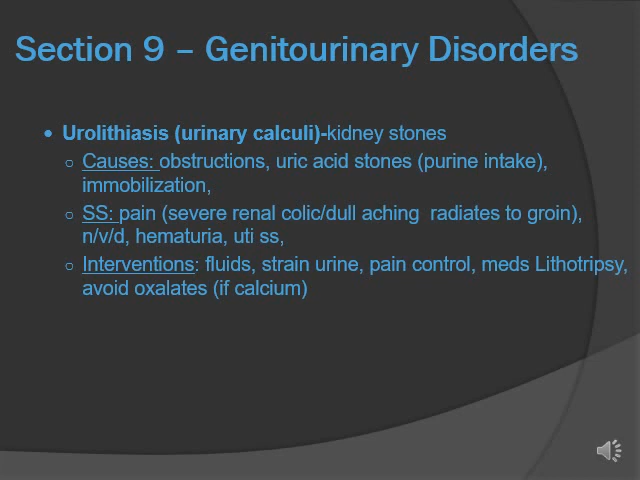 Section 9 – Genitourinary Disorders
• Urolithiasis (urinary calculi)-kidney stones
○ Causes: obstructions, uric acid stones (purine intake),
immobilization,
○ SS: pain (severe renal colic/dull aching  radiates to groin),
n/v/d, hematuria, uti ss,
○ Interventions: fluids, strain urine, pain control, meds Lithotripsy,
avoid oxalates (if calcium)